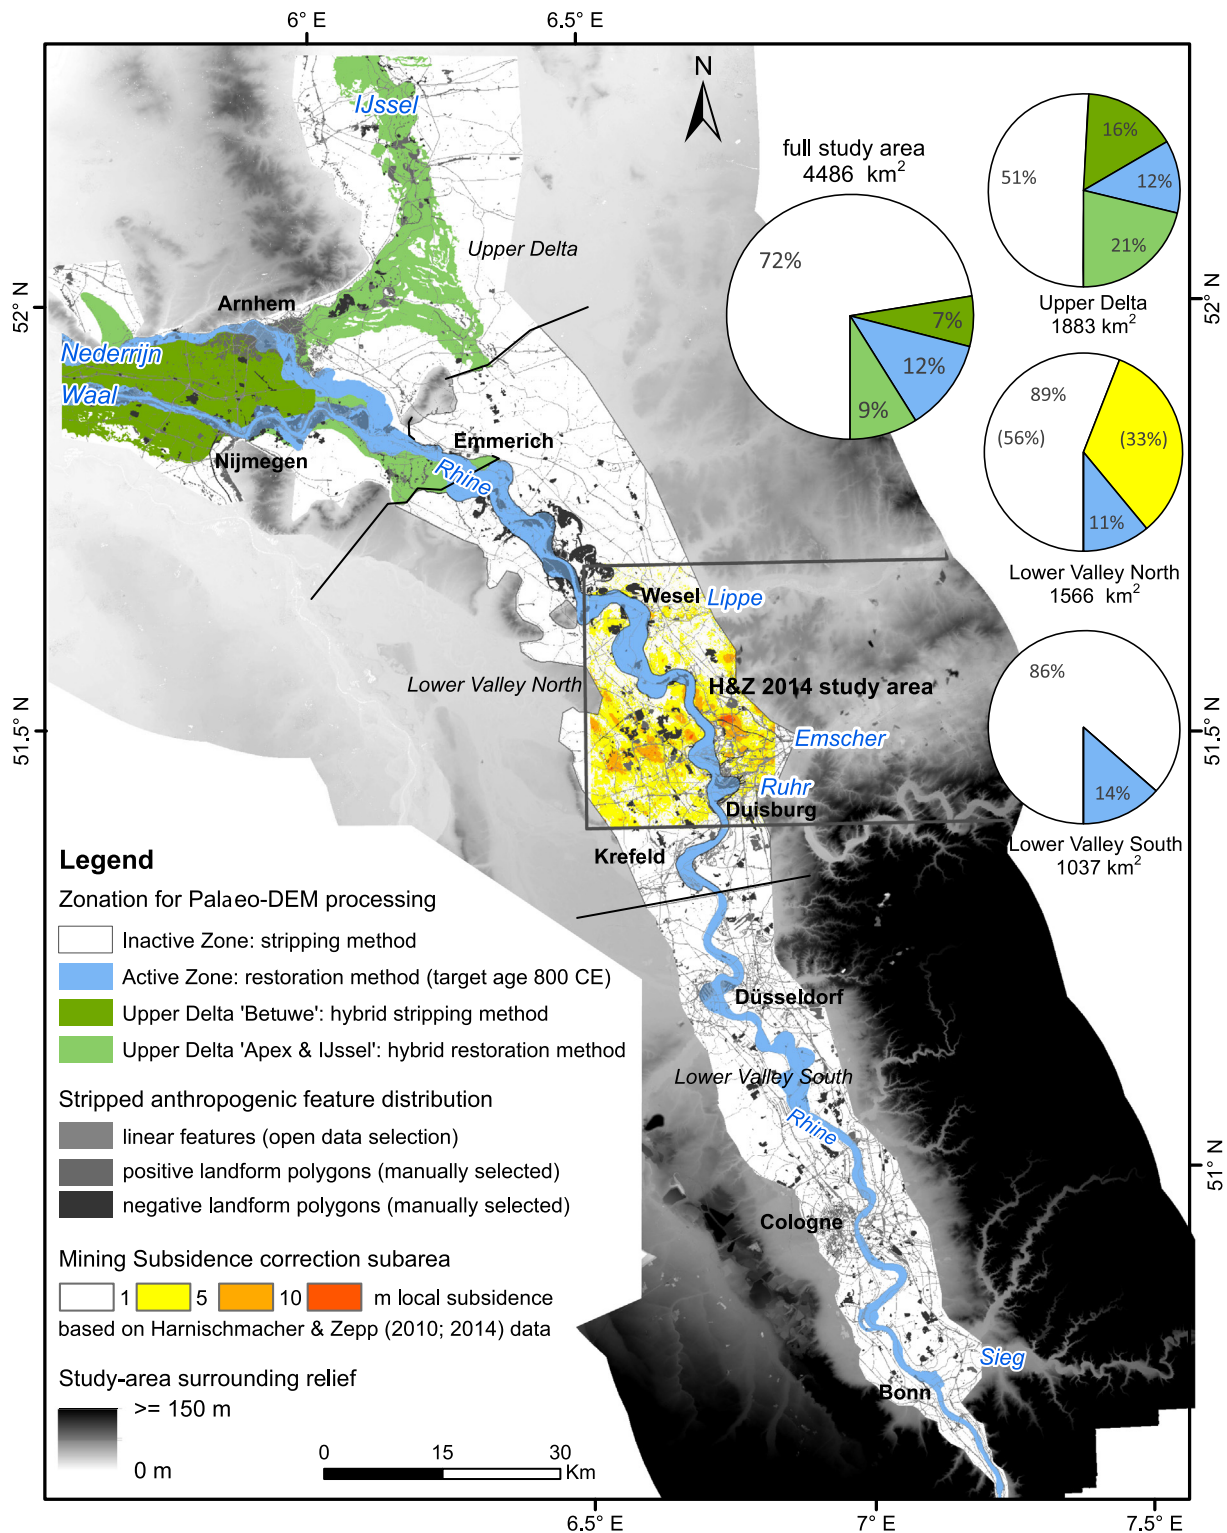 6° E
6.5° E
N
IJssel
full study area
4486 km²
16%
51%
12%
21%
Upper Delta
72%
7%
12%
9%
Upper Delta
1883 km²
52° N
52° N
Arnhem
Nederrijn
Waal
Nijmegen
Emmerich
Rhine
89%
(56%)
(33%)
11%
Lower Valley North
1566 km²
Wesel
Lippe
Lower Valley North
H&Z 2014 study area
86%
51.5° N
51.5° N
Emscher
Ruhr
Duisburg
14%
Lower Valley South
1037 km²
Krefeld
Legend
Zonation for Palaeo-DEM processing
Inactive Zone: stripping method
Active Zone: restoration method (target age 800 CE)
Upper Delta 'Betuwe': hybrid stripping method
Upper Delta 'Apex & IJssel': hybrid restoration method
Düsseldorf
Lower Valley South
Rhine
Stripped anthropogenic feature distribution
linear features (open data selection)
positive landform polygons (manually selected)
negative landform polygons (manually selected)
51° N
Cologne
Mining Subsidence correction subarea
1 5 10 m local subsidence
based on Harnischmacher & Zepp (2010; 2014) data
Sieg
Bonn
Study-area surrounding relief
>= 150 m
0 m
0 15 30
Km
6.5° E
7° E
7.5° E